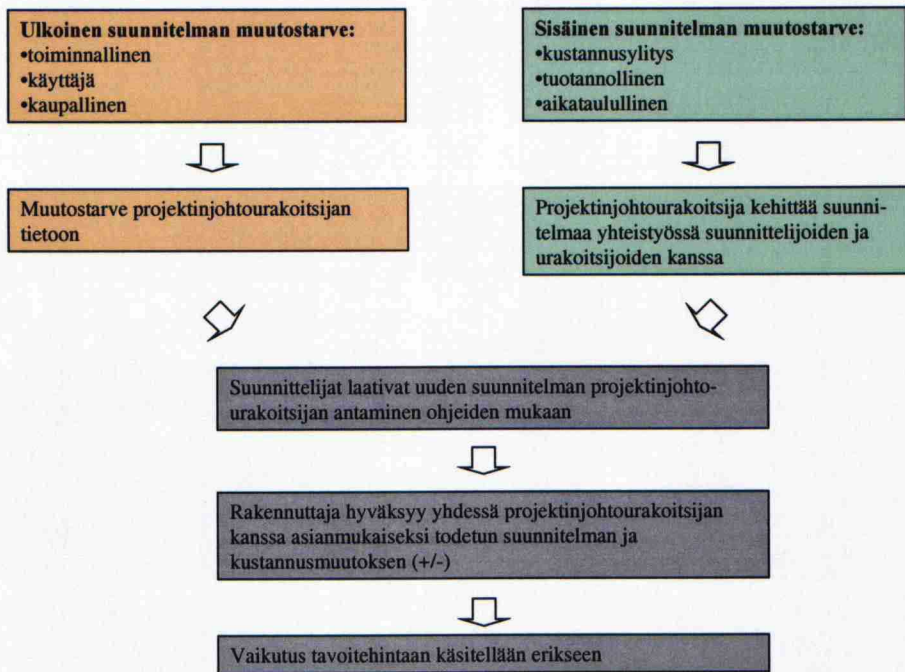 Ulkoinen suunnitelman muutostarve:
•toiminnallinen
•käyttäjä
•kaupallinen
Sisäinen suunnitelman muutostarve:
•kustannusylitys
•tuotannollinen
•aikataulullinen
Muutostarve projektinjohtourakoitsijan
tietoon
Projektinjohtourakoitsija kehittää suunni-
telmaa yhteistyössä suunnittelijoiden ja
urakoitsijoiden kanssa
Suunnittelijat laativat uuden suunnitelman projektinjohto-
urakoitsijan antaminen ohjeiden mukaan
Rakennuttaja hyväksyy yhdessä projektinjohtourakoitsijan
kanssa asianmukaiseksi todetun suunnitelman ja
kustannusmuutoksen (+/-)
Vaikutus tavoitehintaan käsitellään erikseen